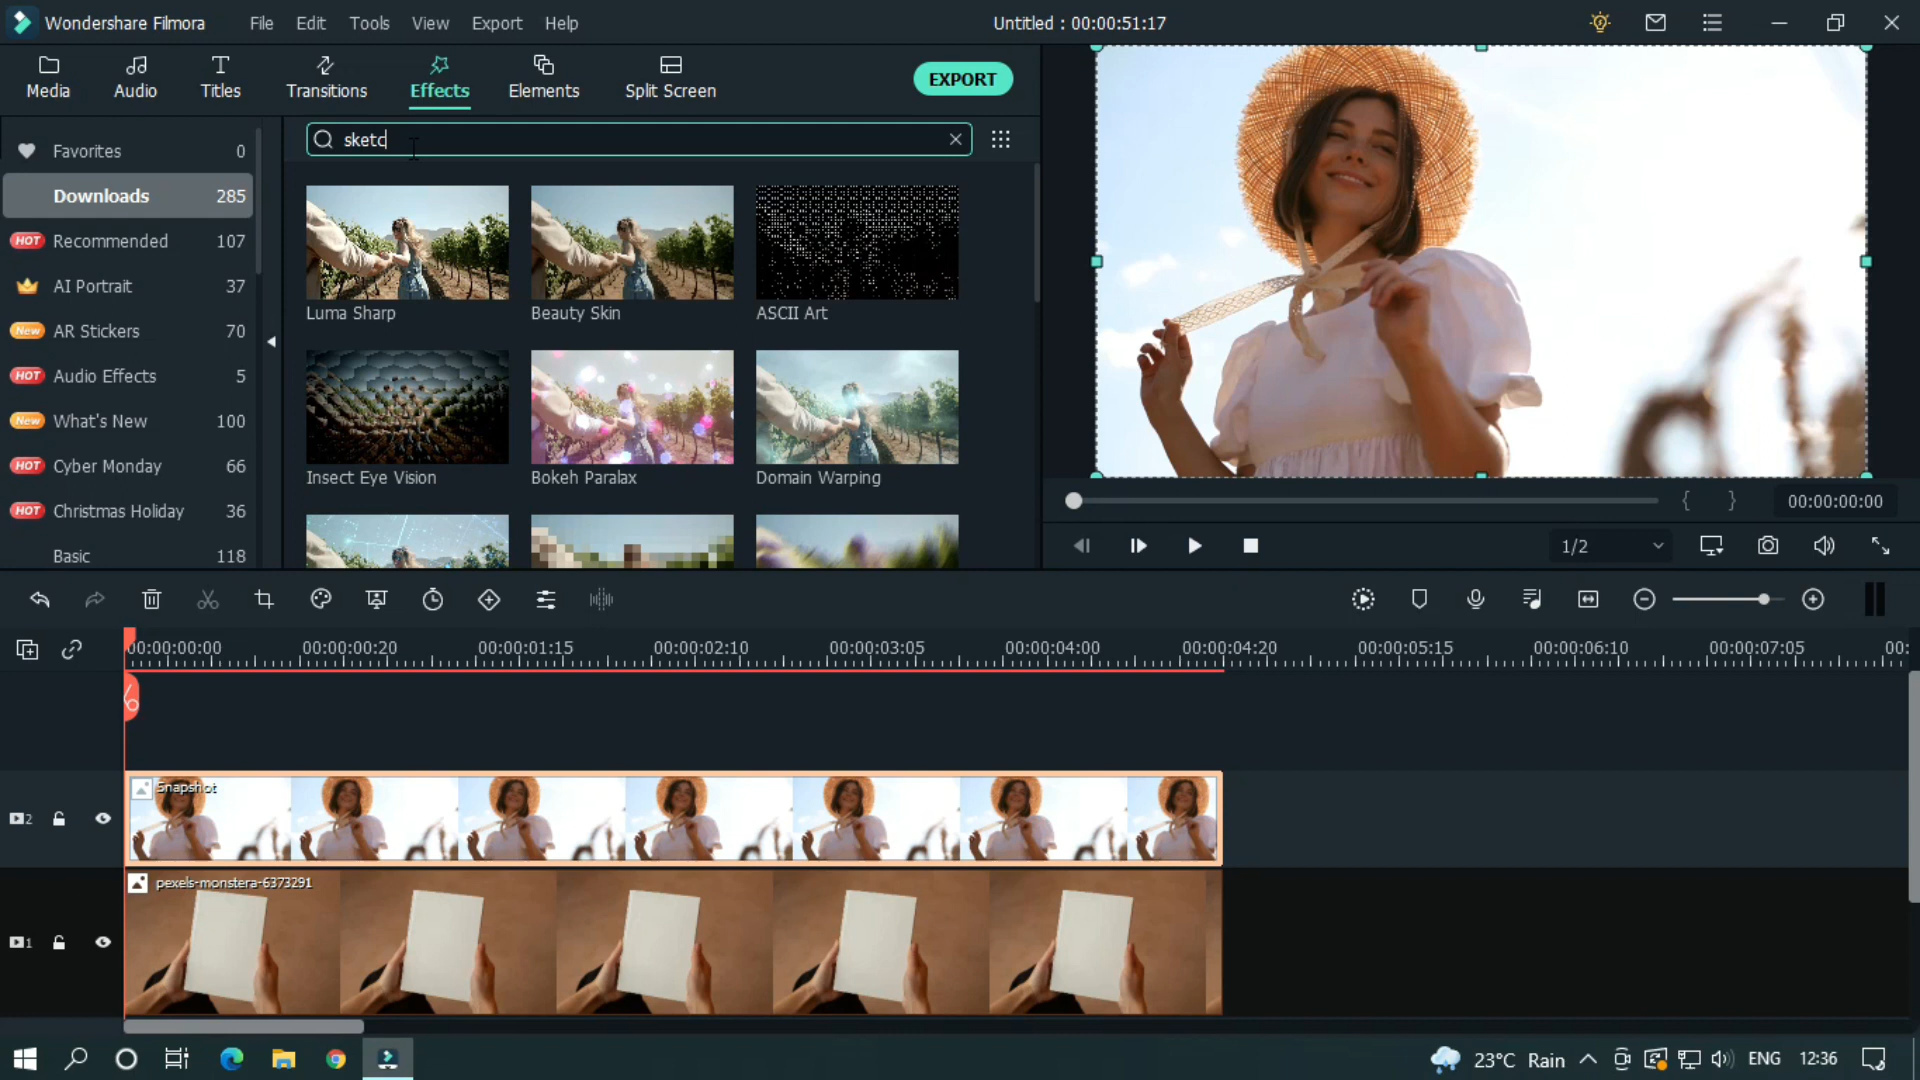 Wondershare Filmora
File Edit Tools View Export Help
Untitled : 00:00:51:17
Media Audio Titles Transitions Effects Elements Split Screen
EXPORT
sketc
Favorites 0
Downloads 285
HOT Recommended 107
AI Portrait 37
New AR Stickers 70
HOT Audio Effects 5
New What's New 100
HOT Cyber Monday 66
HOT Christmas Holiday 36
Basic 118
Luma Sharp Beauty Skin ASCII Art
Insect Eye Vision Bokeh Paralax Domain Warping
{ } 00:00:00:00
1/2
00:00:00:00 00:00:00:20 00:00:01:15 00:00:02:10 00:00:03:05 00:00:04:00 00:00:04:20 00:00:05:15 00:00:06:10 00:00:07:05 00:
2 Snapshot
1 pexels-monstera-6373291
23°C Rain ENG 12:36